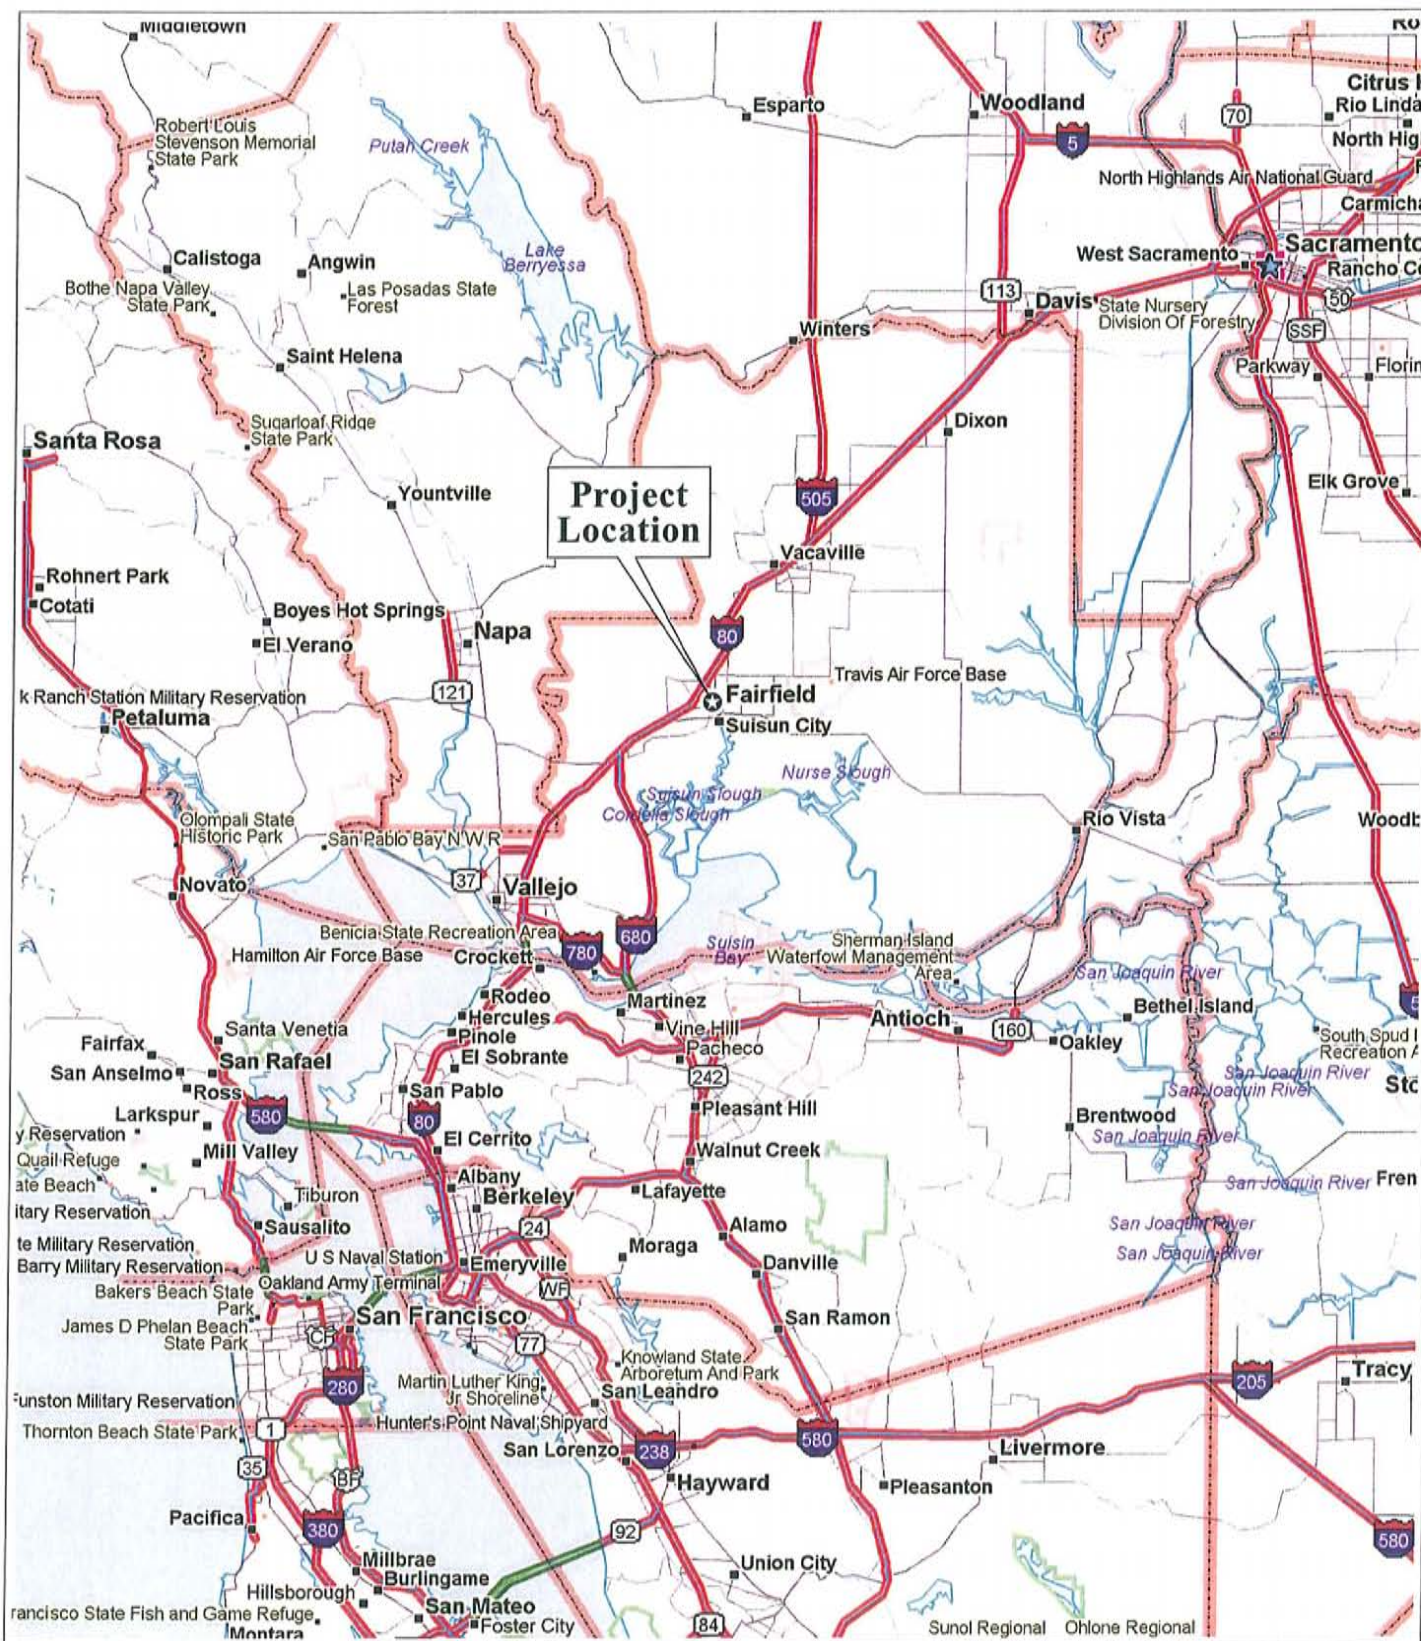 Middletown
Robert Louis
Stevenson Memorial
State Park
Putah Creek
Esparto
Woodland
70
5
Rio Linda
North Highlands Air National Guard
West Sacramento
Sacramento
Calistoga
Angwin
Lake
Berryessa
Bothe Napa Valley
State Park
Las Posadas State
Forest
113
Davis
State Nursery
Division Of Forestry
50
SSF
Winters
Saint Helena
Parkway
Dixon
Sugarloaf Ridge
State Park
Santa Rosa
Yountville
Project
Location
505
Elk Grove
Vacaville
Rohnert Park
Cotati
Boyes Hot Springs
El Verano
Napa
80
121
Travis Air Force Base
k Ranch Station Military Reservation
Petaluma
Fairfield
Suisun City
Nurse Slough
Suisun Slough
Cordelia Slough
Olompali State
Historic Park
San Pablo Bay N W R
Rio Vista
Novato
37
Vallejo
Benicia State Recreation Area
Hamilton Air Force Base
Crockett
780
680
Suisin
Bay
Sherman Island
Waterfowl Management
Area
San Joaquin River
Rodeo
Hercules
Pinole
El Sobrante
Martinez
Vine Hill
Pacheco
Antioch
160
Bethel Island
Oakley
Santa Venetia
Fairfax
San Anselmo
San Rafael
Ross
San Pablo
242
San Joaquin River
San Joaquin River
Larkspur
580
80
Pleasant Hill
Brentwood
San Joaquin River
y Reservation
Quail Refuge
ate Beach
Mill Valley
El Cerrito
Walnut Creek
Albany
Berkeley
Lafayette
San Joaquin River
Fren
Tiburon
itary Reservation
Sausalito
24
Alamo
San Joaquin River
te Military Reservation
Barry Military Reservation
U S Naval Station
Emeryville
Moraga
Danville
San Joaquin River
Bakers Beach State
Park
Oakland Army Terminal
WF
James D Phelan Beach
State Park
San Francisco
77
San Ramon
Knowland State
Arboretum And Park
280
Martin Luther King
Jr Shoreline
San Leandro
205
Tracy
Funston Military Reservation
Hunter's Point Naval Shipyard
Thornton Beach State Park
1
San Lorenzo
238
580
Livermore
35
BF
Hayward
Pleasanton
Pacifica
380
92
580
Millbrae
Burlingame
Union City
Hillsborough
San Mateo
rancisco State Fish and Game Refuge
Foster City
Montara
84
Sunol Regional
Ohlone Regional